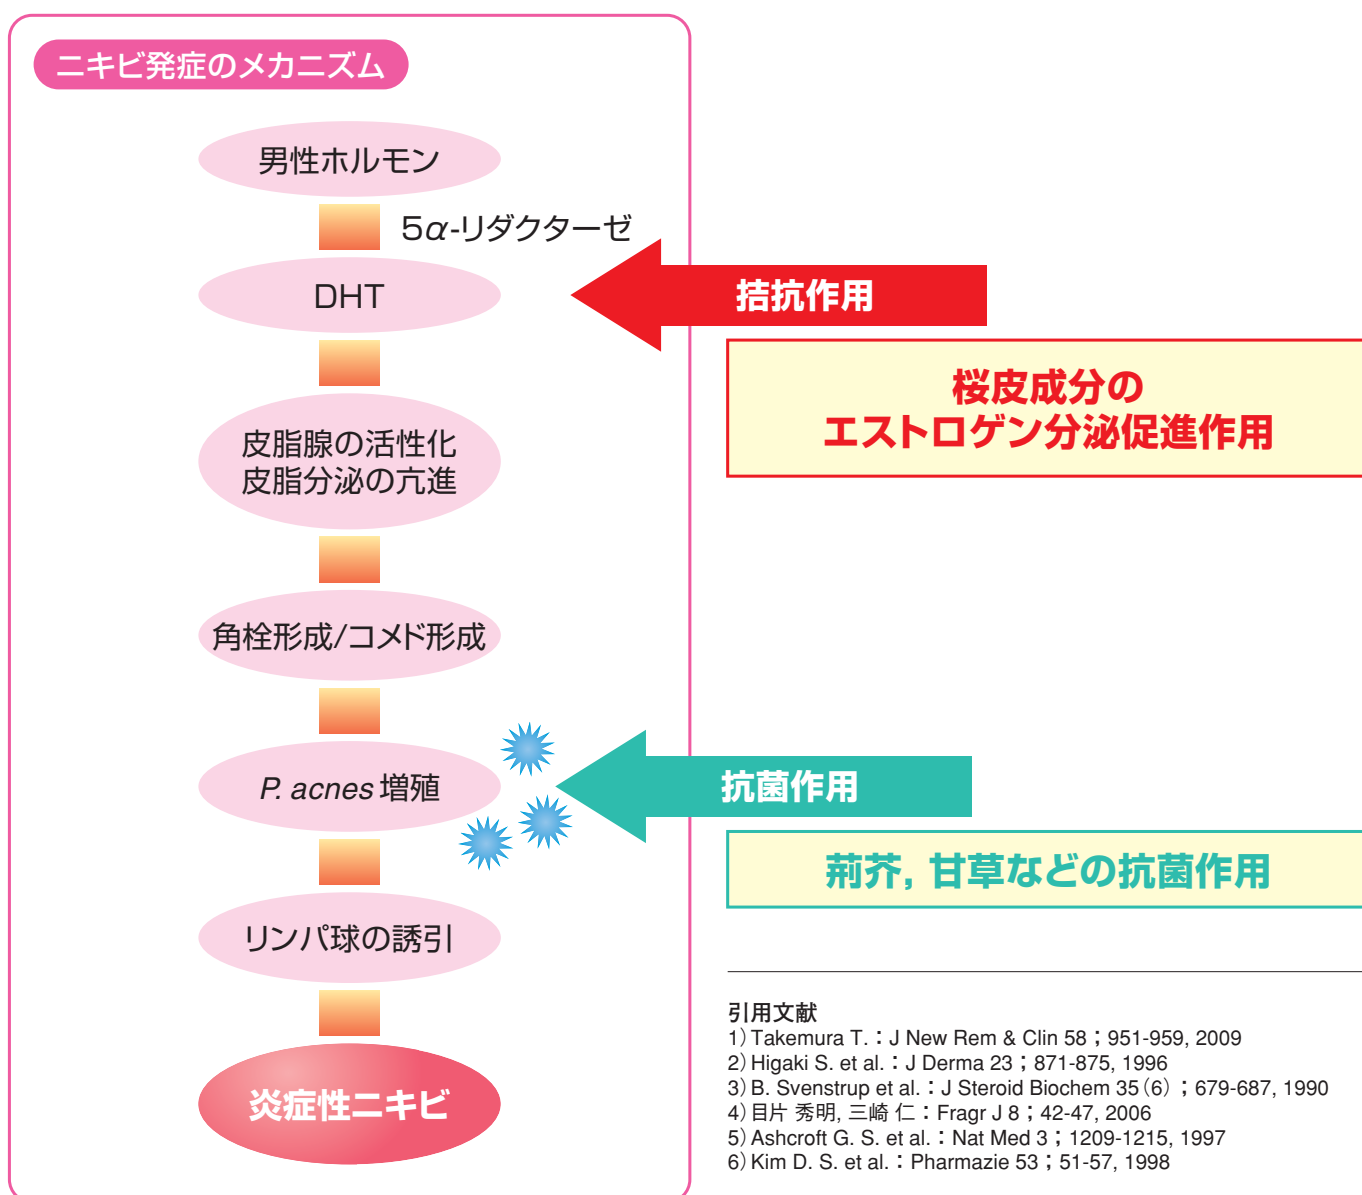 ニキビ発症のメカニズム
男性ホルモン
5α-リダクターゼ
DHT
拮抗作用
桜皮成分の
エストロゲン分泌促進作用
皮脂腺の活性化
皮脂分泌の亢進
角栓形成/コメド形成
P. acnes 増殖
抗菌作用
荊芥, 甘草などの抗菌作用
リンパ球の誘引
炎症性ニキビ
引用文献
1）Takemura T.：J New Rem & Clin 58；951-959, 2009
2）Higaki S. et al.：J Derma 23；871-875, 1996
3）B. Svenstrup et al.：J Steroid Biochem 35（6）；679-687, 1990
4）目片 秀明, 三崎 仁：Fragr J 8；42-47, 2006
5）Ashcroft G. S. et al.：Nat Med 3；1209-1215, 1997
6）Kim D. S. et al.：Pharmazie 53；51-57, 1998